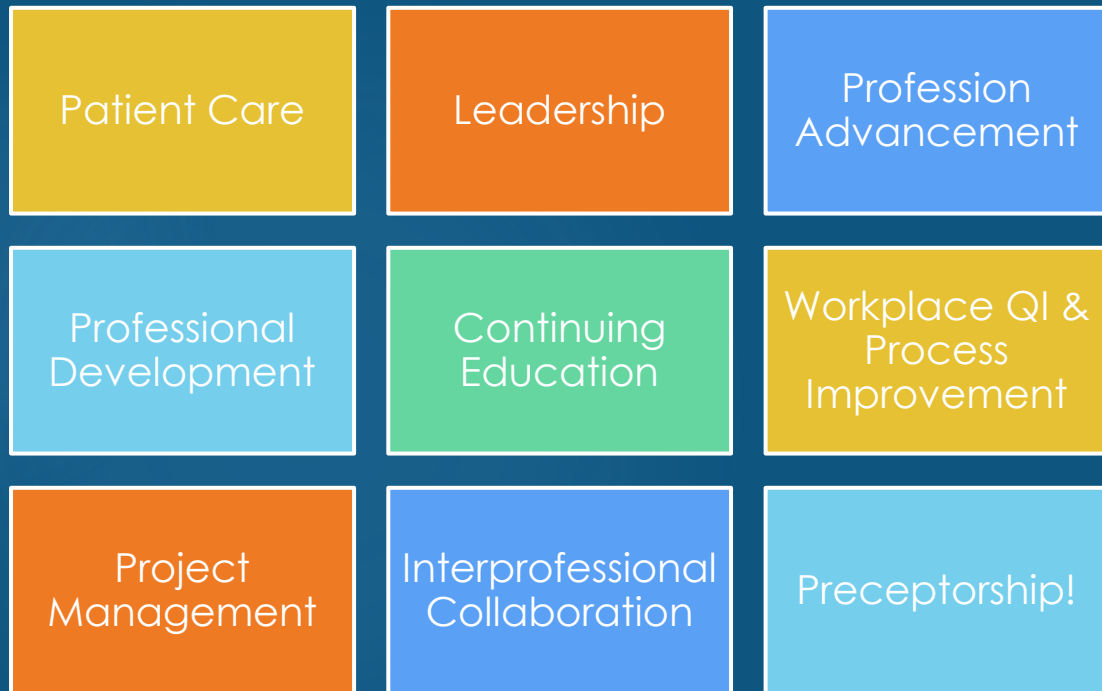 Patient Care
Leadership
Profession
Advancement
Professional
Development
Continuing
Education
Workplace QI &
Process
Improvement
Project
Management
Interprofessional
Collaboration
Preceptorship!